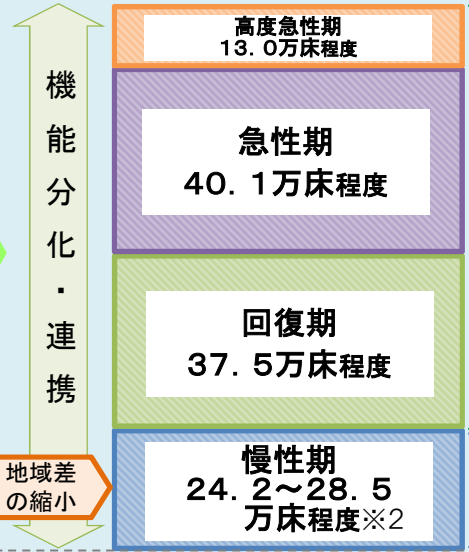 機能分化・連携
地域差
の縮小
高度急性期
13.0万床程度
急性期
40.1万床程度
回復期
37.5万床程度
慢性期
24.2〜28.5
万床程度※2